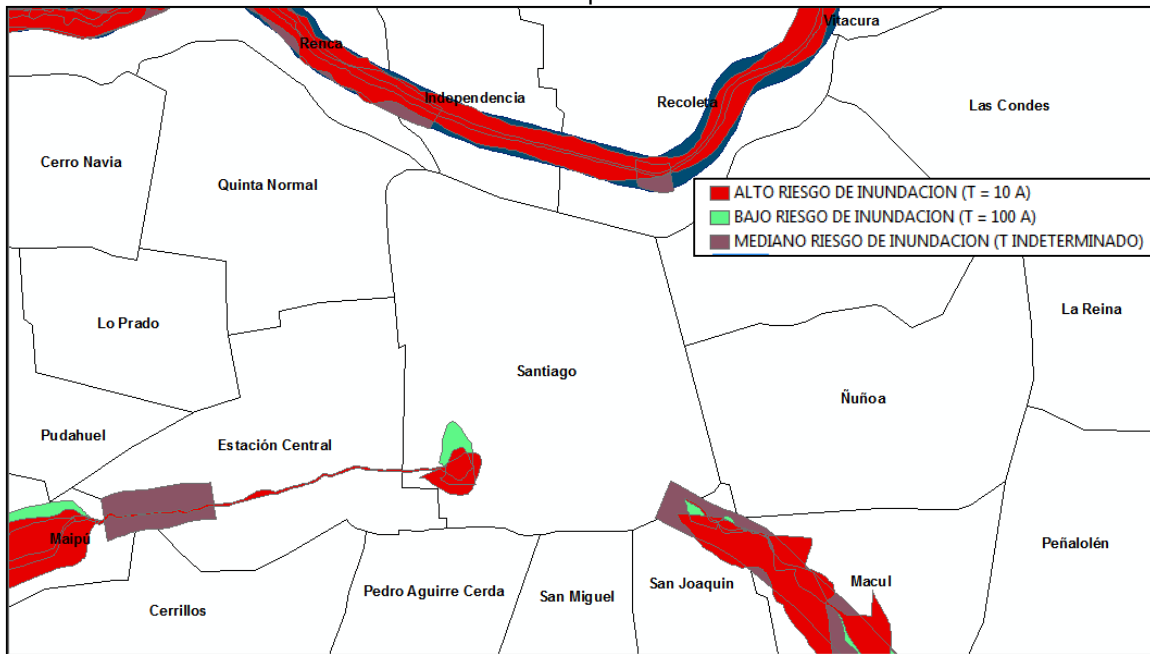 Vitacura
Renca
Independencia
Recoleta
Las Condes
Cerro Navia
Quinta Normal
ALTO RIESGO DE INUNDACION (T = 10 A)
BAJO RIESGO DE INUNDACION (T = 100 A)
MEDIANO RIESGO DE INUNDACION (T INDETERMINADO)
Lo Prado
La Reina
Santiago
Ñuñoa
Pudahuel
Estación Central
Maipú
Peñalolén
San Joaquin
Macul
Pedro Aguirre Cerda
San Miguel
Cerrillos